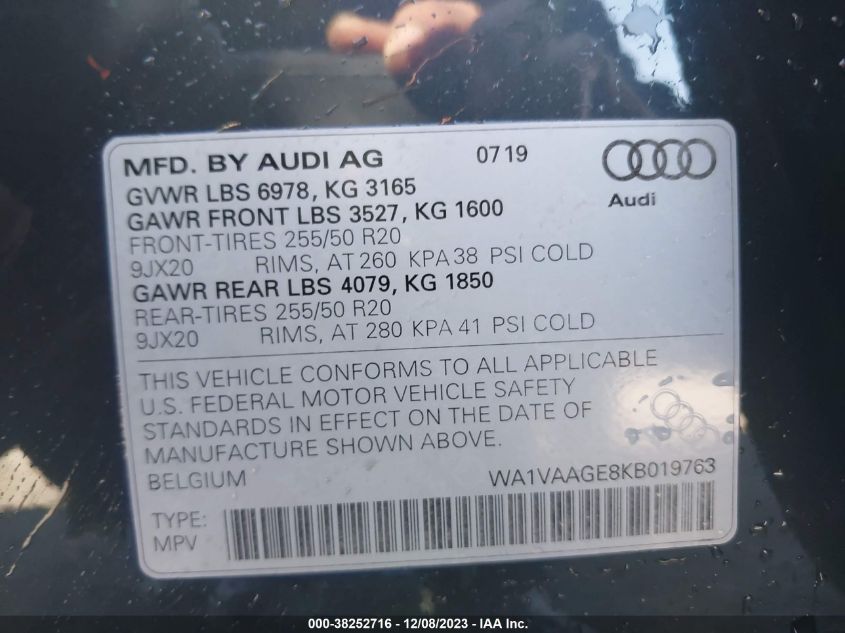 MFD. BY AUDI AG 0719
Audi
GVWR LBS 6978, KG 3165
GAWR FRONT LBS 3527, KG 1600
FRONT-TIRES 255/50 R20
9JX20 RIMS, AT 260 KPA 38 PSI COLD
GAWR REAR LBS 4079, KG 1850
REAR-TIRES 255/50 R20
9JX20 RIMS, AT 280 KPA 41 PSI COLD
THIS VEHICLE CONFORMS TO ALL APPLICABLE
U.S. FEDERAL MOTOR VEHICLE SAFETY
STANDARDS IN EFFECT ON THE DATE OF
MANUFACTURE SHOWN ABOVE.
BELGIUM WA1VAAGE8KB019763
TYPE:
MPV
000-38252716 - 12/08/2023 - IAA Inc.